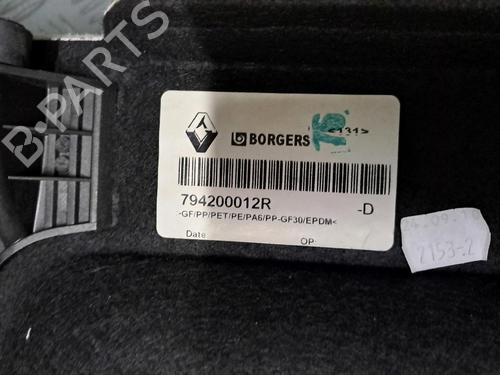 B-PARTS
BORGERS
<131>
794200012R -D
-GF/PP/PET/PE/PA6/PP-GF30/EPDM<
Date OP
2153-.2